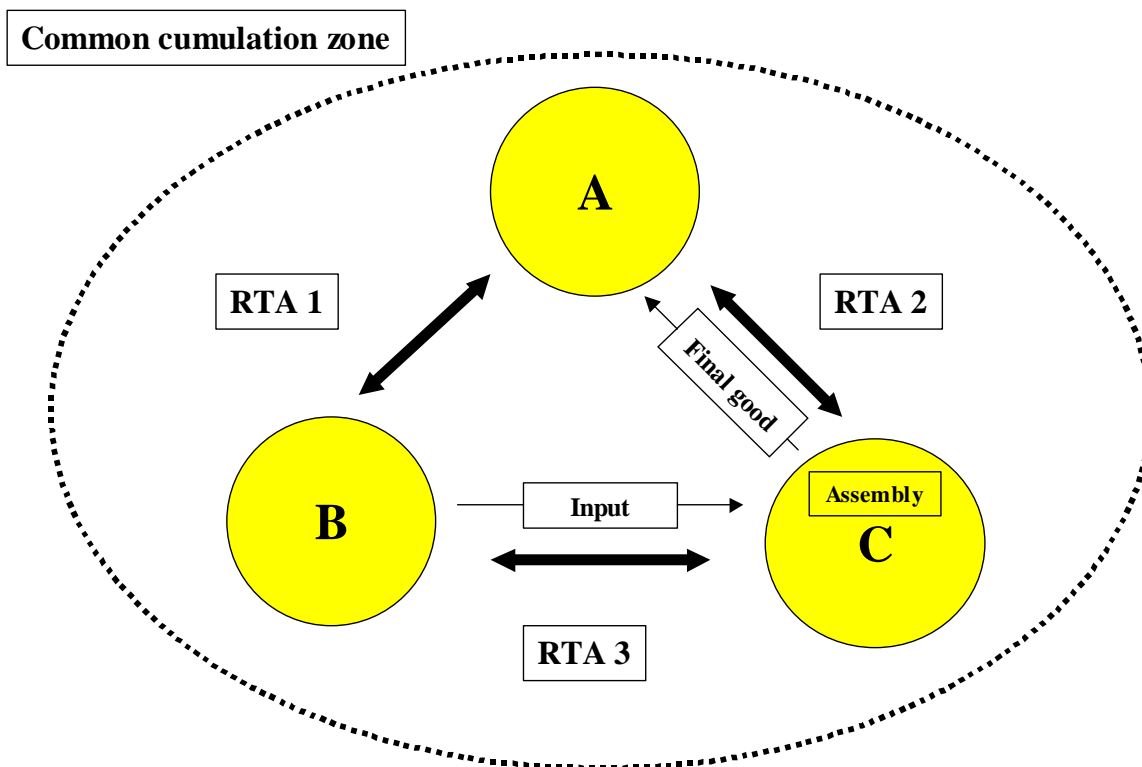 Common cumulation zone
A
RTA 1
RTA 2
Final good
B
Input
Assembly
C
RTA 3